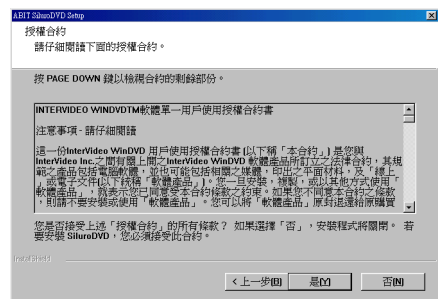 ABIT SiluroDVD Setup
授權合約
請仔細閱讀下面的授權合約。
按 PAGE DOWN 鍵以檢視合約的剩餘部份。
INTERVIDEO WINDVDTM軟體單一用戶使用授權合約書
注意事項 - 請仔細閱讀
這一份InterVideo WinDVD 用戶使用授權合約書 (以下稱「本合約」) 是您與
InterVideo Inc.之間有關上開之InterVideo WinDVD 軟體產品所訂立之法律合約，其規
範之產品包括電腦軟體，並也可能包括相關之媒體，印出之平面材料，及「線上
」或電子文件(以下統稱「軟體產品」)。您一旦安裝，複製，或以其他方式使用「
軟體產品」，就表示您已同意受本合約條款之約束。如果您不同意本合約之條款
，則請不要安裝或使用「軟體產品」。您可以將「軟體產品」原封退還給原購買
您是否接受上述「授權合約」的所有條款？ 如果選擇「否」，安裝程式將關閉。 若
要安裝 SiluroDVD，您必須接受此合約。
InstallShield
< 上一步(B)
是(Y)
否(N)